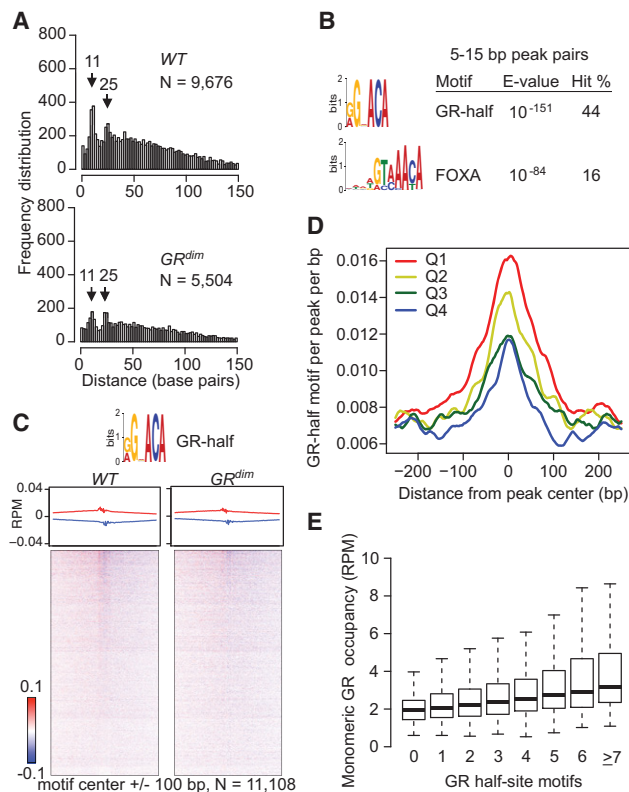 A
Frequency distribution
800
600
400
200
0
11
25
WT
N = 9,676
0 50 100 150
800
600
400
200
0
11 25
GRdim
N = 5,504
0 50 100 150
Distance (base pairs)
B
5-15 bp peak pairs
Motif E-value Hit %
bits
2
1
0
GR-half 10-151 44
bits
2
1
0
FOXA 10-84 16
C
bits
2
1
0
GR-half
WT GRdim
RPM
0.04
0
−0.04
0.1
-0.1
motif center +/- 100 bp, N = 11,108
D
GR-half motif per peak per bp
0.016
0.014
0.012
0.010
0.008
0.006
Q1
Q2
Q3
Q4
−200 −100 0 100 200
Distance from peak center (bp)
E
Monomeric GR occupancy (RPM)
10
8
6
4
2
0
0 1 2 3 4 5 6 ≥7
GR half-site motifs